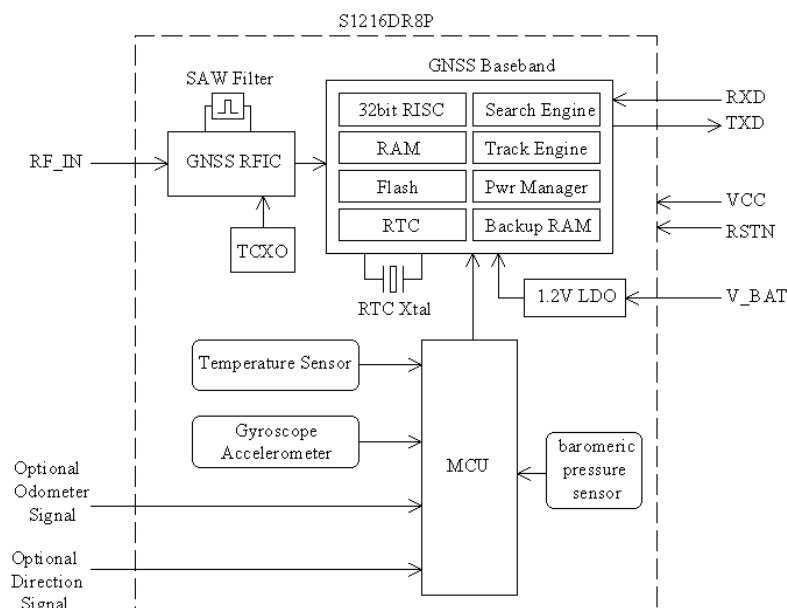 S1216DR8P
GNSS Baseband
SAW Filter
32bit RISC
Search Engine
RXD
TXD
RF_IN
GNSS RFIC
RAM
Track Engine
Flash
Pwr Manager
VCC
RTC
Backup RAM
RSTN
TCXO
RTC Xtal
1.2V LDO
V_BAT
Temperature Sensor
Gyroscope
Accelerometer
MCU
baromeric
pressure
sensor
Optional
Odometer
Signal
Optional
Direction
Signal